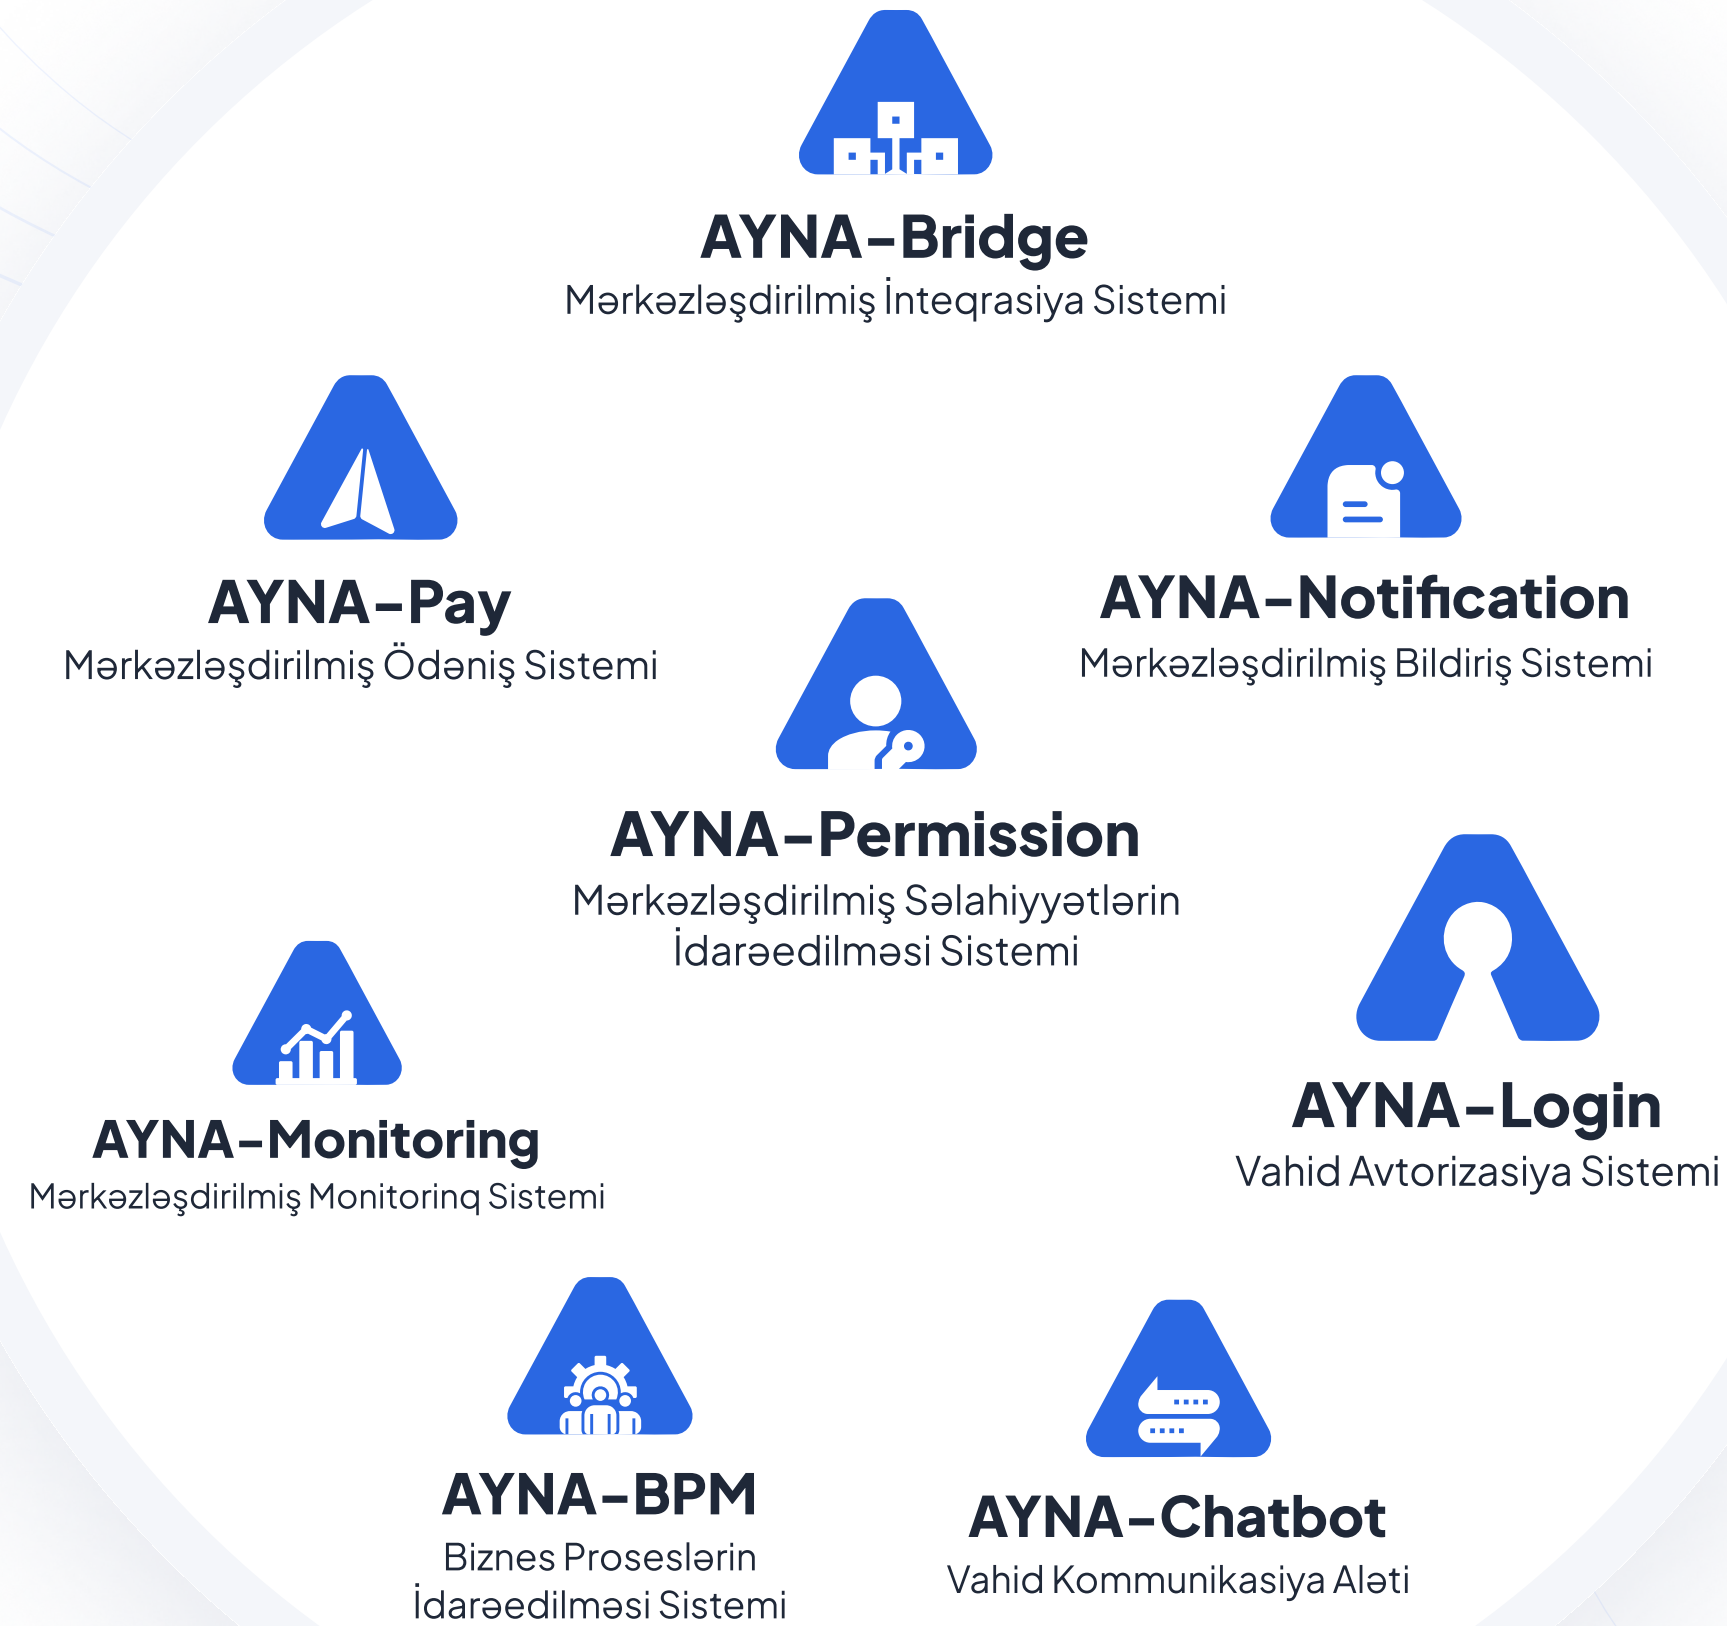 AYNA-Bridge
Mərkəzləşdirilmiş İnteqrasiya Sistemi
AYNA-Pay
Mərkəzləşdirilmiş Ödəniş Sistemi
AYNA-Notification
Mərkəzləşdirilmiş Bildiriş Sistemi
AYNA-Permission
Mərkəzləşdirilmiş Səlahiyyətlərin
İdarəedilməsi Sistemi
AYNA-Monitoring
Mərkəzləşdirilmiş Monitorinq Sistemi
AYNA-Login
Vahid Avtorizasiya Sistemi
AYNA-BPM
Biznes Proseslərin
İdarəedilməsi Sistemi
AYNA-Chatbot
Vahid Kommunikasiya Aləti